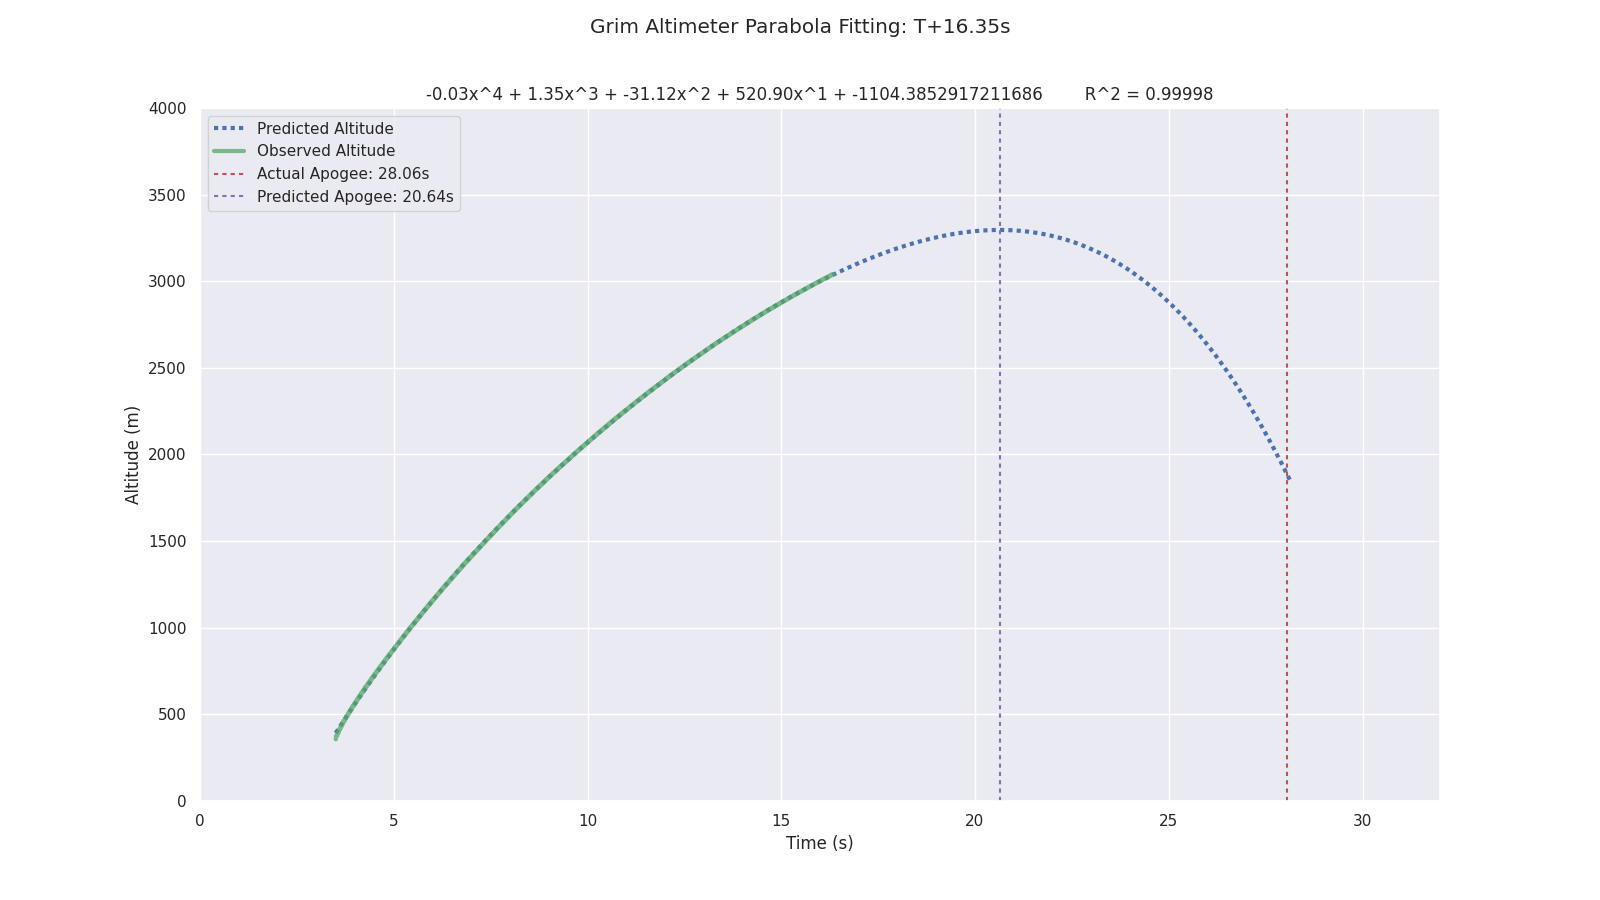 Grim Altimeter Parabola Fitting: T+16.35s
-0.03x^4 + 1.35x^3 + -31.12x^2 + 520.90x^1 + -1104.3852917211686 R^2 = 0.99998
Predicted Altitude
Observed Altitude
Actual Apogee: 28.06s
Predicted Apogee: 20.64s
4000
3500
3000
2500
2000
1500
1000
500
0
Altitude (m)
0 5 10 15 20 25 30
Time (s)